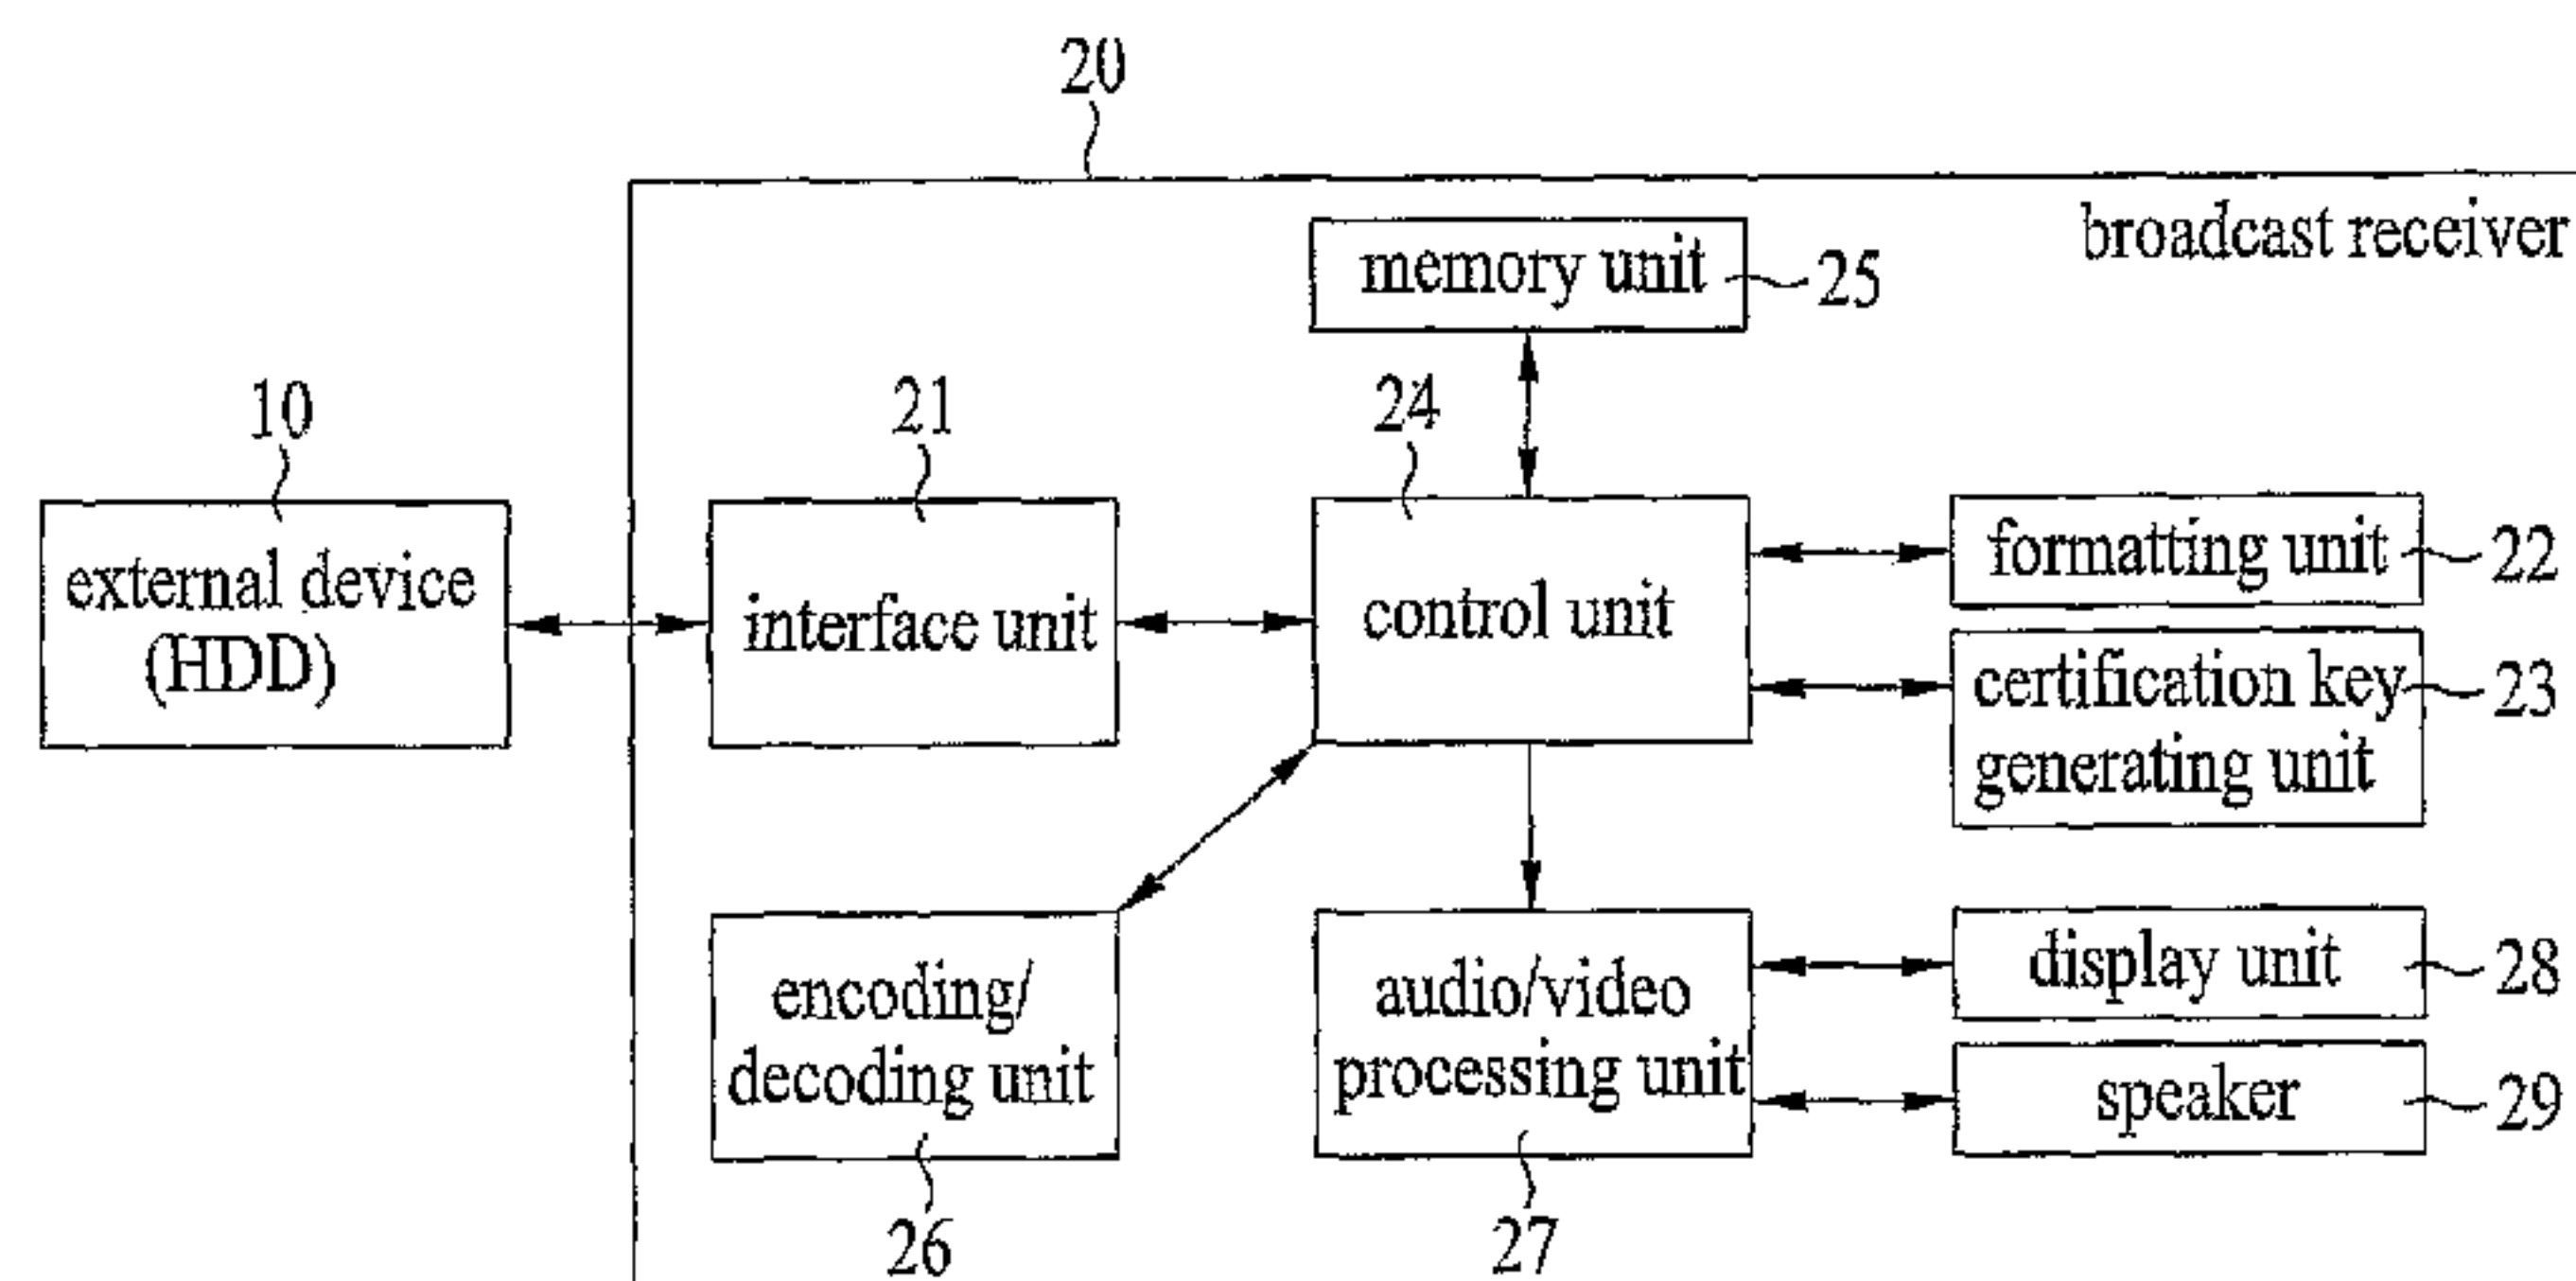 20
broadcast receiver
memory unit
25
10
21
24
external device
(HDD)
interface unit
control unit
formatting unit
22
certification key
generating unit
23
encoding/
decoding unit
26
audio/video
processing unit
27
display unit
28
speaker
29